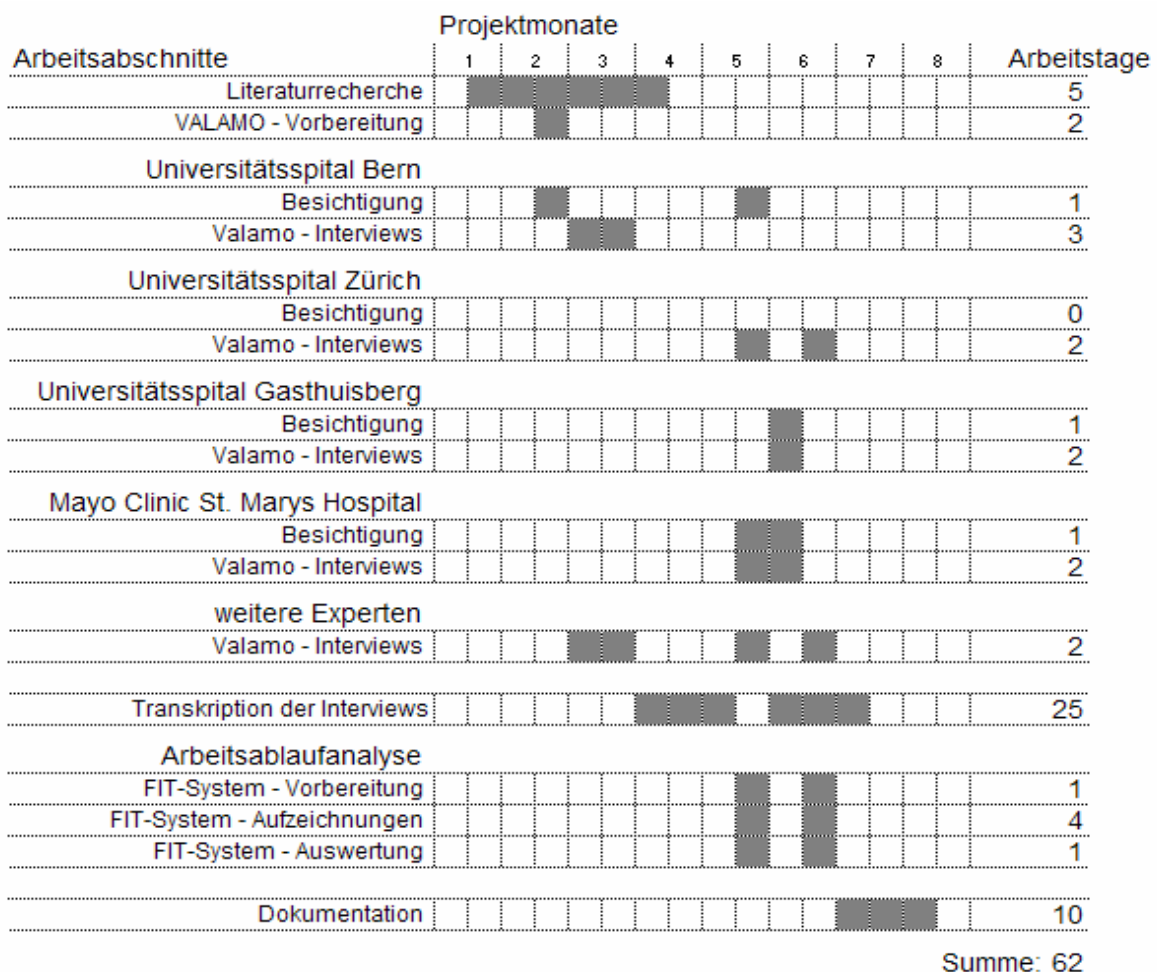 Projektmonate
Arbeitsabschnitte 1 2 3 4 5 6 7 8 Arbeitstage
Literaturrecherche 5
VALAMO - Vorbereitung 2
Universitätsspital Bern
Besichtigung 1
Valamo - Interviews 3
Universitätsspital Zürich
Besichtigung 0
Valamo - Interviews 2
Universitätsspital Gasthuisberg
Besichtigung 1
Valamo - Interviews 2
Mayo Clinic St. Marys Hospital
Besichtigung 1
Valamo - Interviews 2
weitere Experten
Valamo - Interviews 2
Transkription der Interviews 25
Arbeitsablaufanalyse
FIT-System - Vorbereitung 1
FIT-System - Aufzeichnungen 4
FIT-System - Auswertung 1
Dokumentation 10
Summe: 62